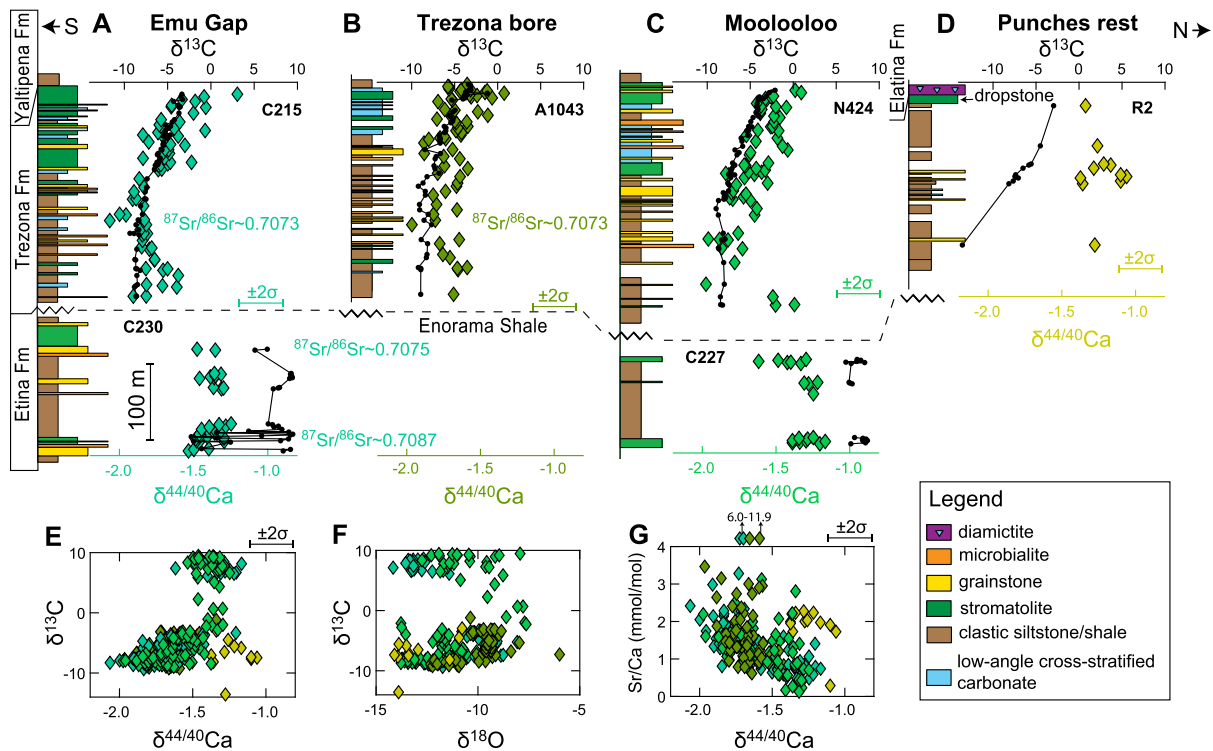 S
A
Emu Gap
δ13C
-10 -5 0 5 10
C215
87Sr/86Sr~0.7073
±2σ
Yaltipena Fm
Trezona Fm
Etina Fm
C230
87Sr/86Sr~0.7075
87Sr/86Sr~0.7087
100 m
-2.0 -1.5 -1.0
δ44/40Ca
B
Trezona bore
δ13C
-10 -5 0 5 10
A1043
87Sr/86Sr~0.7073
±2σ
Enorama Shale
-2.0 -1.5 -1.0
δ44/40Ca
C
Moolooloo
δ13C
-10 -5 0 5 10
N424
±2σ
C227
-2.0 -1.5 -1.0
δ44/40Ca
D
Punches rest
N
δ13C
-10 -5 0 5 10
Elatina Fm
dropstone
R2
±2σ
-2.0 -1.5 -1.0
δ44/40Ca
E
±2σ
δ13C
10
0
-10
-2.0 -1.5 -1.0
δ44/40Ca
F
δ13C
10
0
-10
-15 -10 -5
δ18O
G
6.0-11.9
±2σ
Sr/Ca (mmol/mol)
4
3
2
1
0
-2.0 -1.5 -1.0
δ44/40Ca
Legend
diamictite
microbialite
grainstone
stromatolite
clastic siltstone/shale
low-angle cross-stratified
carbonate